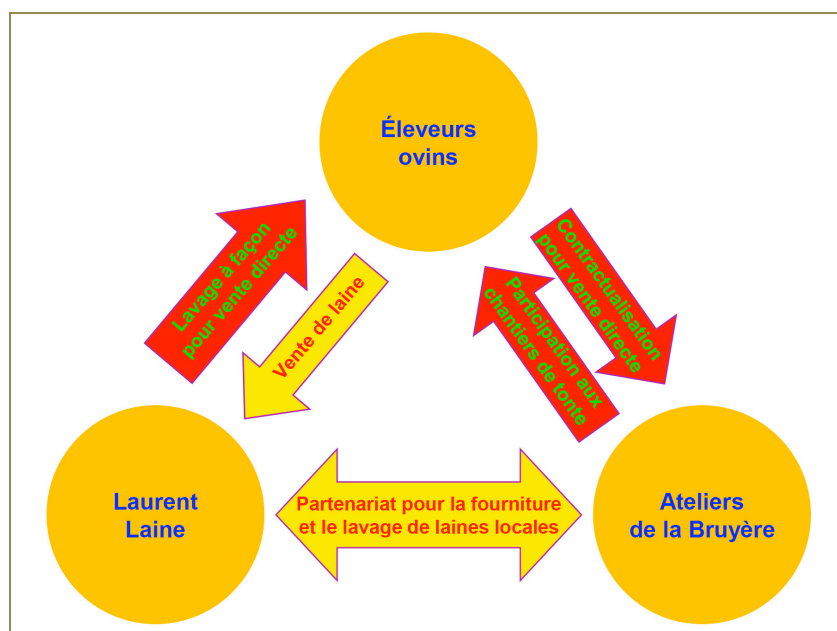 Éleveurs
ovins
Lavage à façon
pour vente directe
Vente de laine
Contractualisation
pour vente directe
Participation aux
chantiers de tonte
Laurent
Laine
Partenariat pour la fourniture
et le lavage de laines locales
Ateliers
de la Bruyère